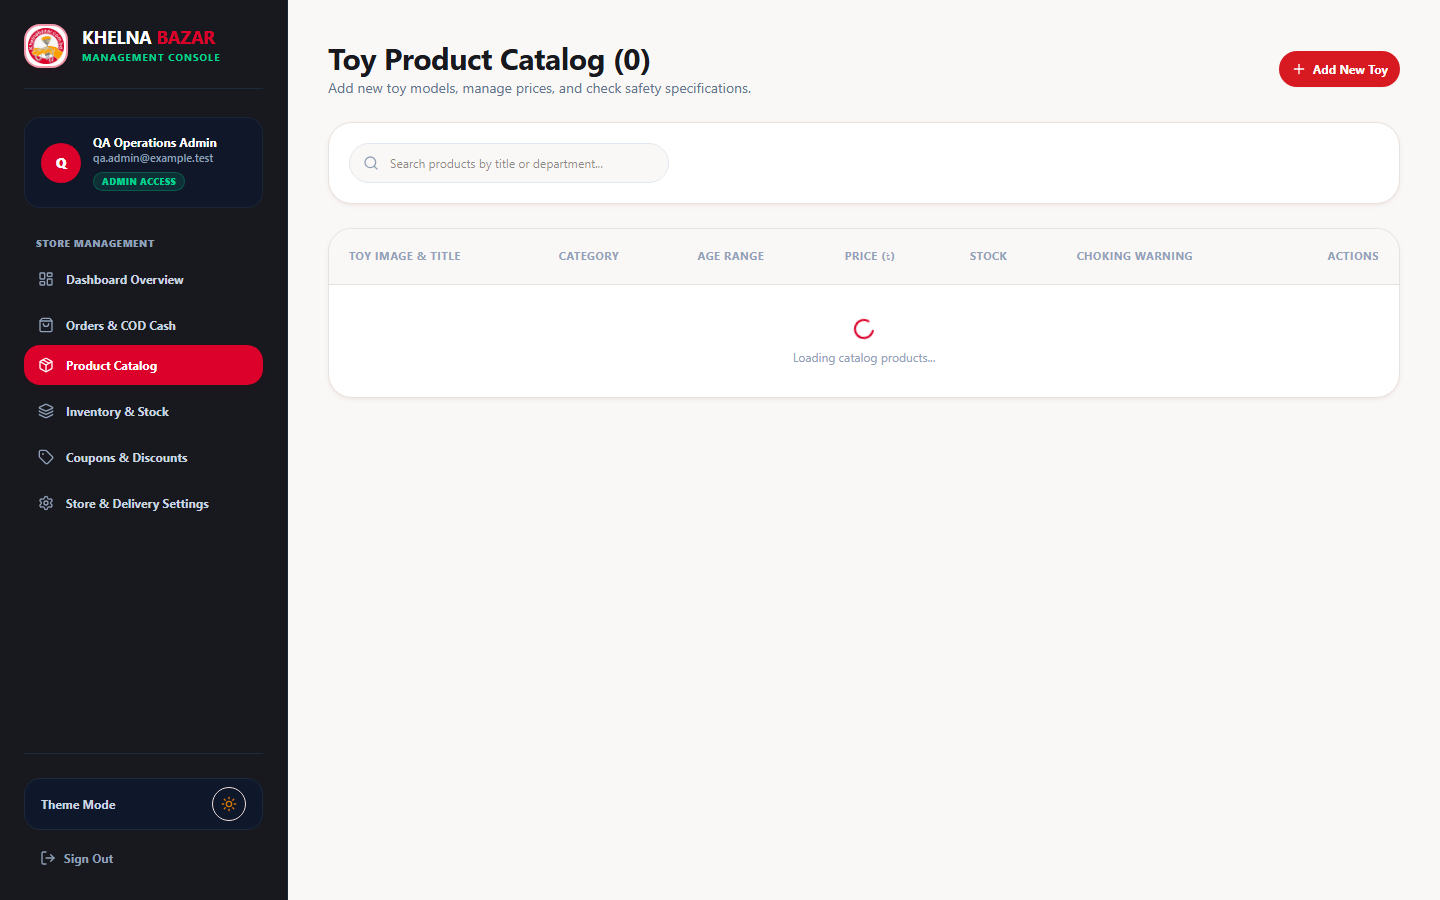 KHELNA BAZAR
MANAGEMENT CONSOLE
Q
QA Operations Admin
qa.admin@example.test
ADMIN ACCESS
STORE MANAGEMENT
Dashboard Overview
Orders & COD Cash
Product Catalog
Inventory & Stock
Coupons & Discounts
Store & Delivery Settings
Theme Mode
Sign Out
Toy Product Catalog (0)
Add new toy models, manage prices, and check safety specifications.
Add New Toy
Search products by title or department...
TOY IMAGE & TITLE CATEGORY AGE RANGE PRICE (৳) STOCK CHOKING WARNING ACTIONS
Loading catalog products...